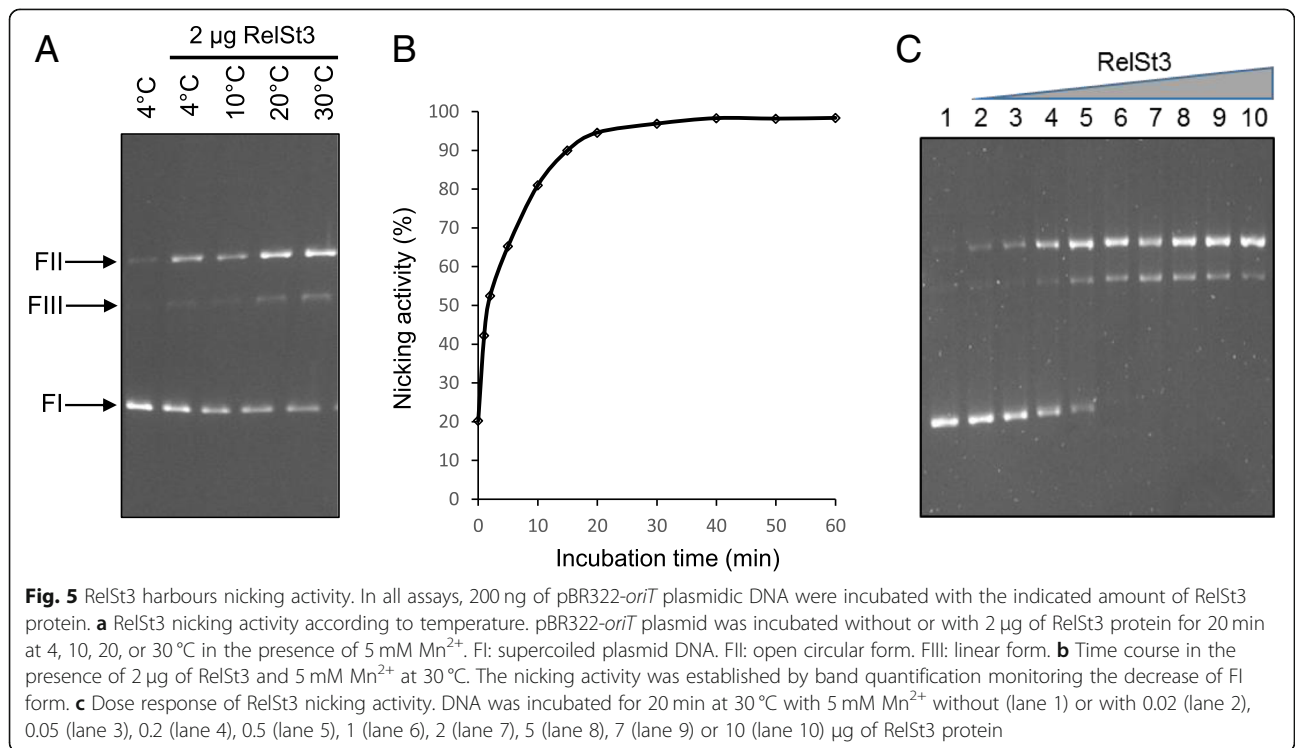 A
2 µg RelSt3
4°C
4°C
10°C
20°C
30°C
FII
FIII
FI
B
Nicking activity (%)
100
90
80
70
60
50
40
30
20
10
0
0 10 20 30 40 50 60
Incubation time (min)
C
RelSt3
1 2 3 4 5 6 7 8 9 10
Fig. 5 RelSt3 harbours nicking activity. In all assays, 200 ng of pBR322-oriT plasmidic DNA were incubated with the indicated amount of RelSt3
protein. a RelSt3 nicking activity according to temperature. pBR322-oriT plasmid was incubated without or with 2 µg of RelSt3 protein for 20 min
at 4, 10, 20, or 30 °C in the presence of 5 mM Mn²⁺. FI: supercoiled plasmid DNA. FII: open circular form. FIII: linear form. b Time course in the
presence of 2 µg of RelSt3 and 5 mM Mn²⁺ at 30 °C. The nicking activity was established by band quantification monitoring the decrease of FI
form. c Dose response of RelSt3 nicking activity. DNA was incubated for 20 min at 30 °C with 5 mM Mn²⁺ without (lane 1) or with 0.02 (lane 2),
0.05 (lane 3), 0.2 (lane 4), 0.5 (lane 5), 1 (lane 6), 2 (lane 7), 5 (lane 8), 7 (lane 9) or 10 (lane 10) µg of RelSt3 protein